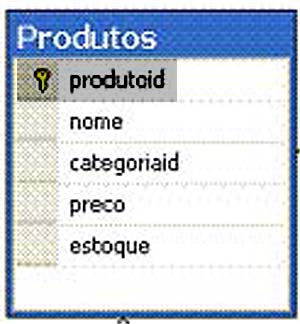 Produtos
produtoid
nome
categoriaid
preco
estoque